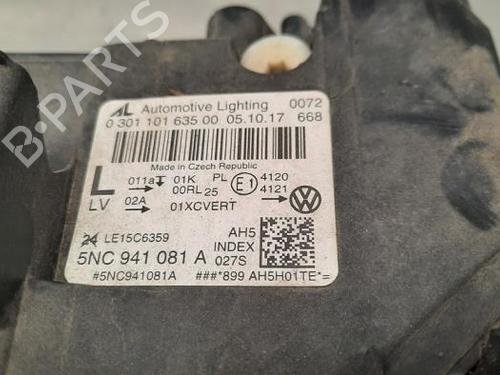 AL Automotive Lighting 0072
0 301 101 635 00 05.10.17 668
Made in Czech Republic
L 011a 01K PL E1 4120
00RL 25 4121
LV 02A 01XCVERT
24 LE15C6359 AH5
5NC 941 081 A INDEX 027S
#5NC941081A ###*899 AH5H01TE*=